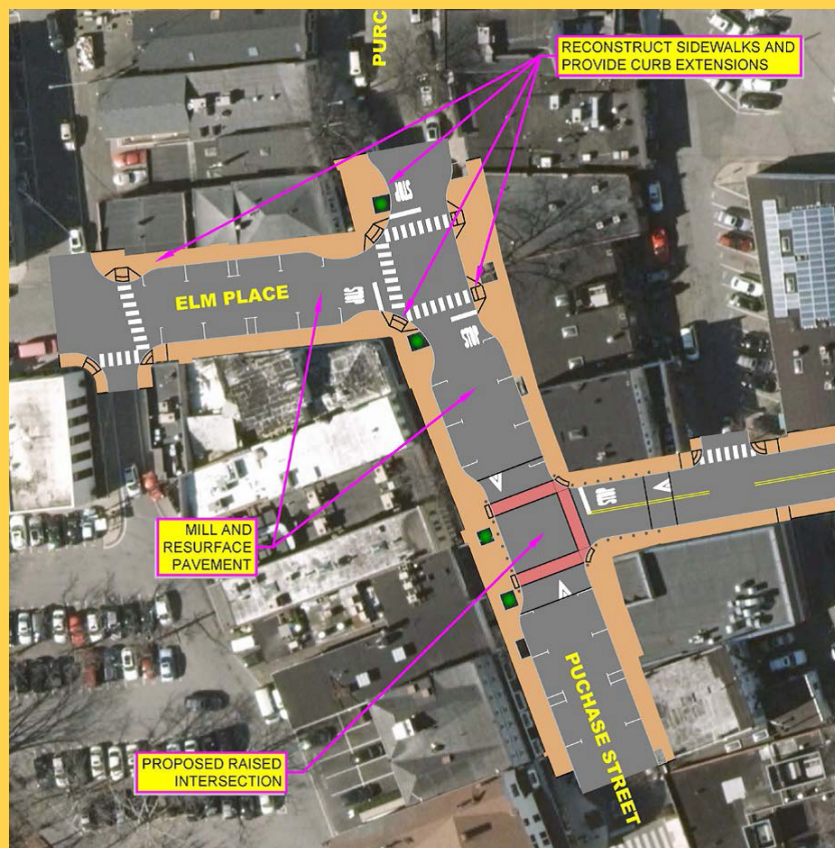 PURC
RECONSTRUCT SIDEWALKS AND
PROVIDE CURB EXTENSIONS
STOP
ELM PLACE
STOP
STOP
STOP
MILL AND
RESURFACE
PAVEMENT
PROPOSED RAISED
INTERSECTION
PUCHASE STREET